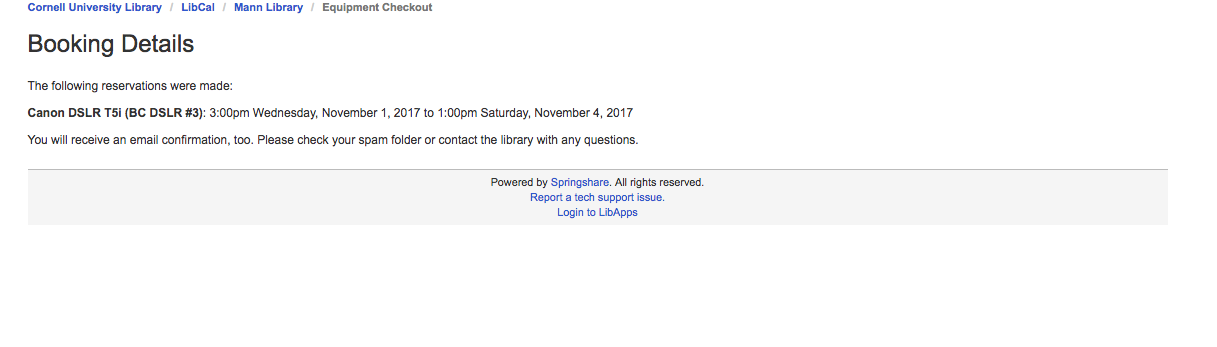 Cornell University Library / LibCal / Mann Library / Equipment Checkout
Booking Details
The following reservations were made:
Canon DSLR T5i (BC DSLR #3): 3:00pm Wednesday, November 1, 2017 to 1:00pm Saturday, November 4, 2017
You will receive an email confirmation, too. Please check your spam folder or contact the library with any questions.
Powered by Springshare. All rights reserved.
Report a tech support issue.
Login to LibApps